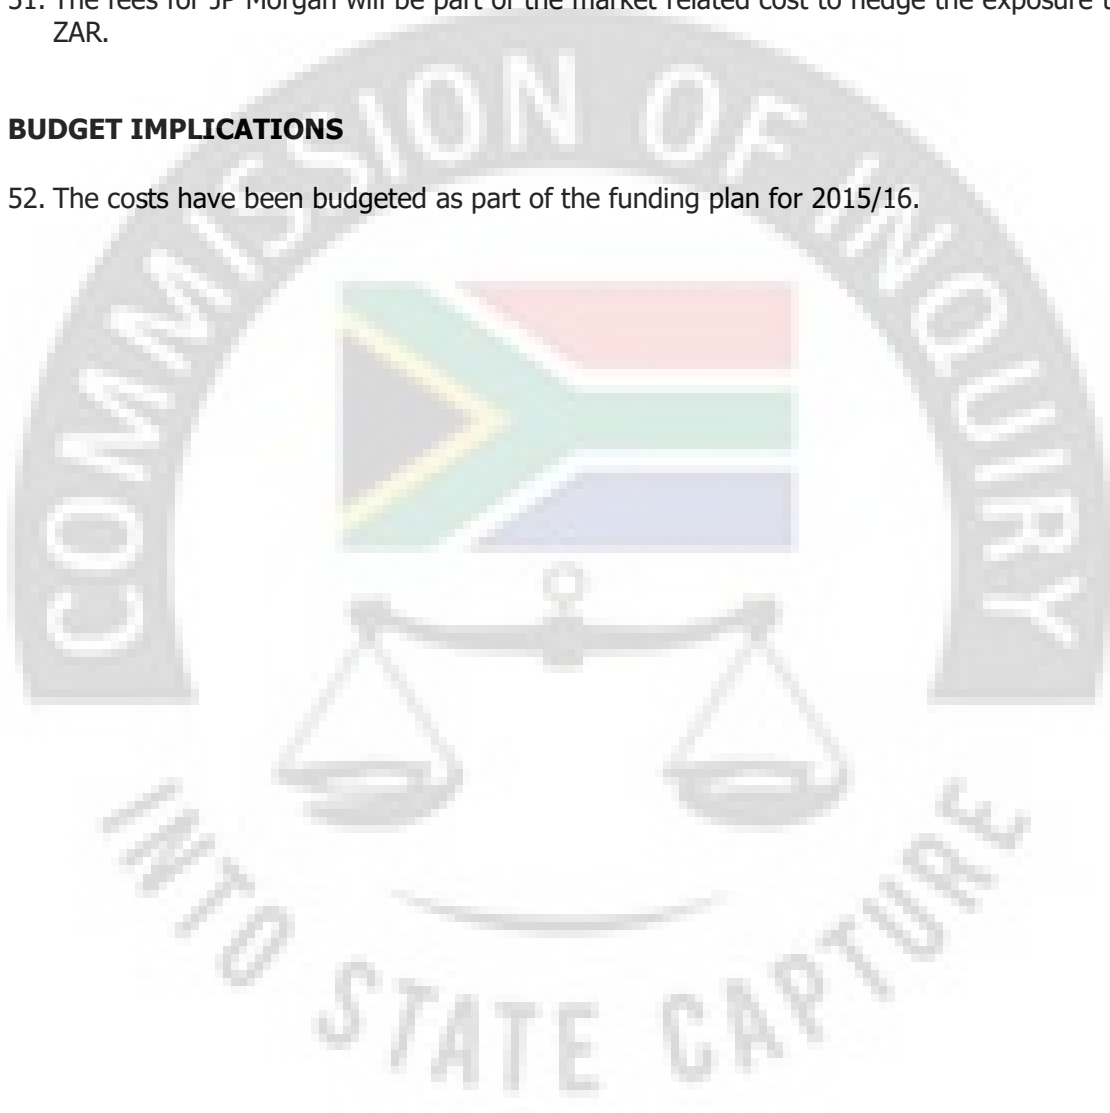 51. The fees for JP Morgan will be part of the market related cost to hedge the exposure
ZAR.
BUDGET IMPLICATIONS
52. The costs have been budgeted as part of the funding plan for 2015/16.
COMMISSION OF INQUIRY
INTO STATE CAPTURE